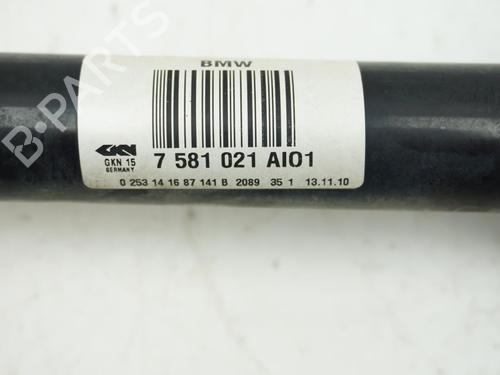 BMW
GKN
GKN 15
GERMANY
7 581 021 AI01
0 253 14 16 87 141 B 2089 35 1 13.11.10
B-PARTS